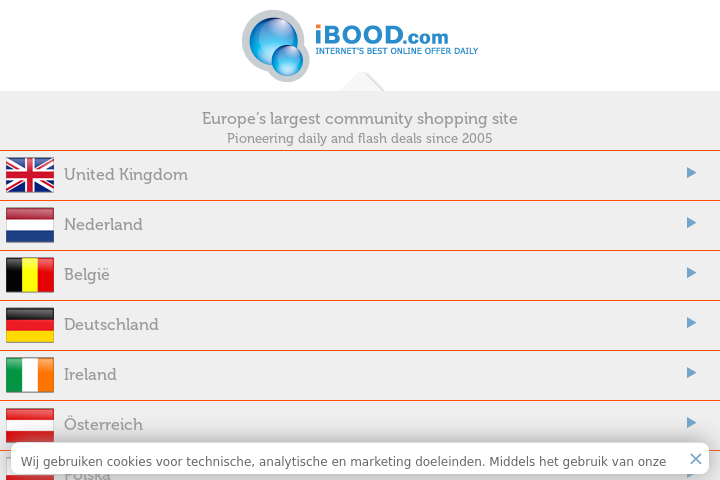 iBOOD.com
INTERNET'S BEST ONLINE OFFER DAILY
Europe's largest community shopping site
Pioneering daily and flash deals since 2005
United Kingdom
Nederland
België
Deutschland
Ireland
Österreich
Wij gebruiken cookies voor technische, analytische en marketing doeleinden. Middels het gebruik van onze
Polska